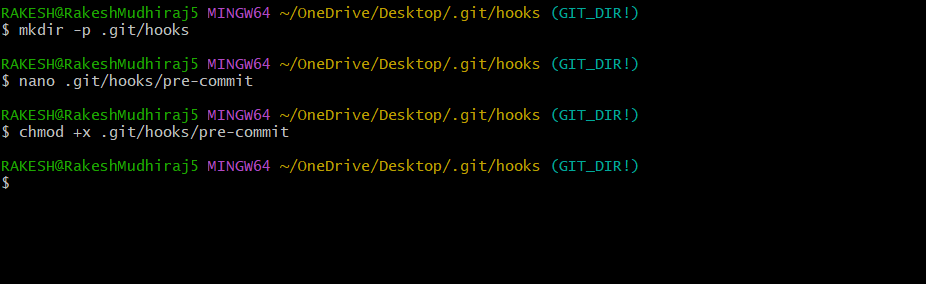 RAKESH@RakeshMudhiraj5 MINGW64 ~/OneDrive/Desktop/.git/hooks (GIT_DIR!)
$ mkdir -p .git/hooks
RAKESH@RakeshMudhiraj5 MINGW64 ~/OneDrive/Desktop/.git/hooks (GIT_DIR!)
$ nano .git/hooks/pre-commit
RAKESH@RakeshMudhiraj5 MINGW64 ~/OneDrive/Desktop/.git/hooks (GIT_DIR!)
$ chmod +x .git/hooks/pre-commit
RAKESH@RakeshMudhiraj5 MINGW64 ~/OneDrive/Desktop/.git/hooks (GIT_DIR!)
$